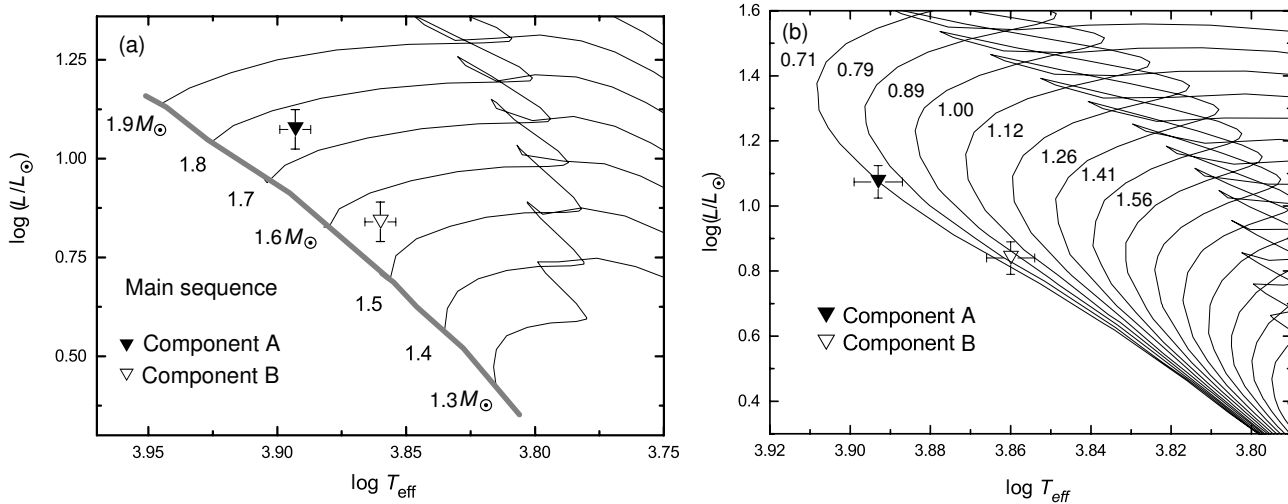 (a)
1.25
1.00
0.75
0.50
log (L/L☉)
1.9M☉
1.8
1.7
1.6M☉
1.5
1.4
1.3M☉
Main sequence
Component A
Component B
3.95 3.90 3.85 3.80 3.75
log Teff
(b)
1.6
1.4
1.2
1.0
0.8
0.6
0.4
log(L/L☉)
0.71
0.79
0.89
1.00
1.12
1.26
1.41
1.56
Component A
Component B
3.92 3.90 3.88 3.86 3.84 3.82 3.80
log Teff